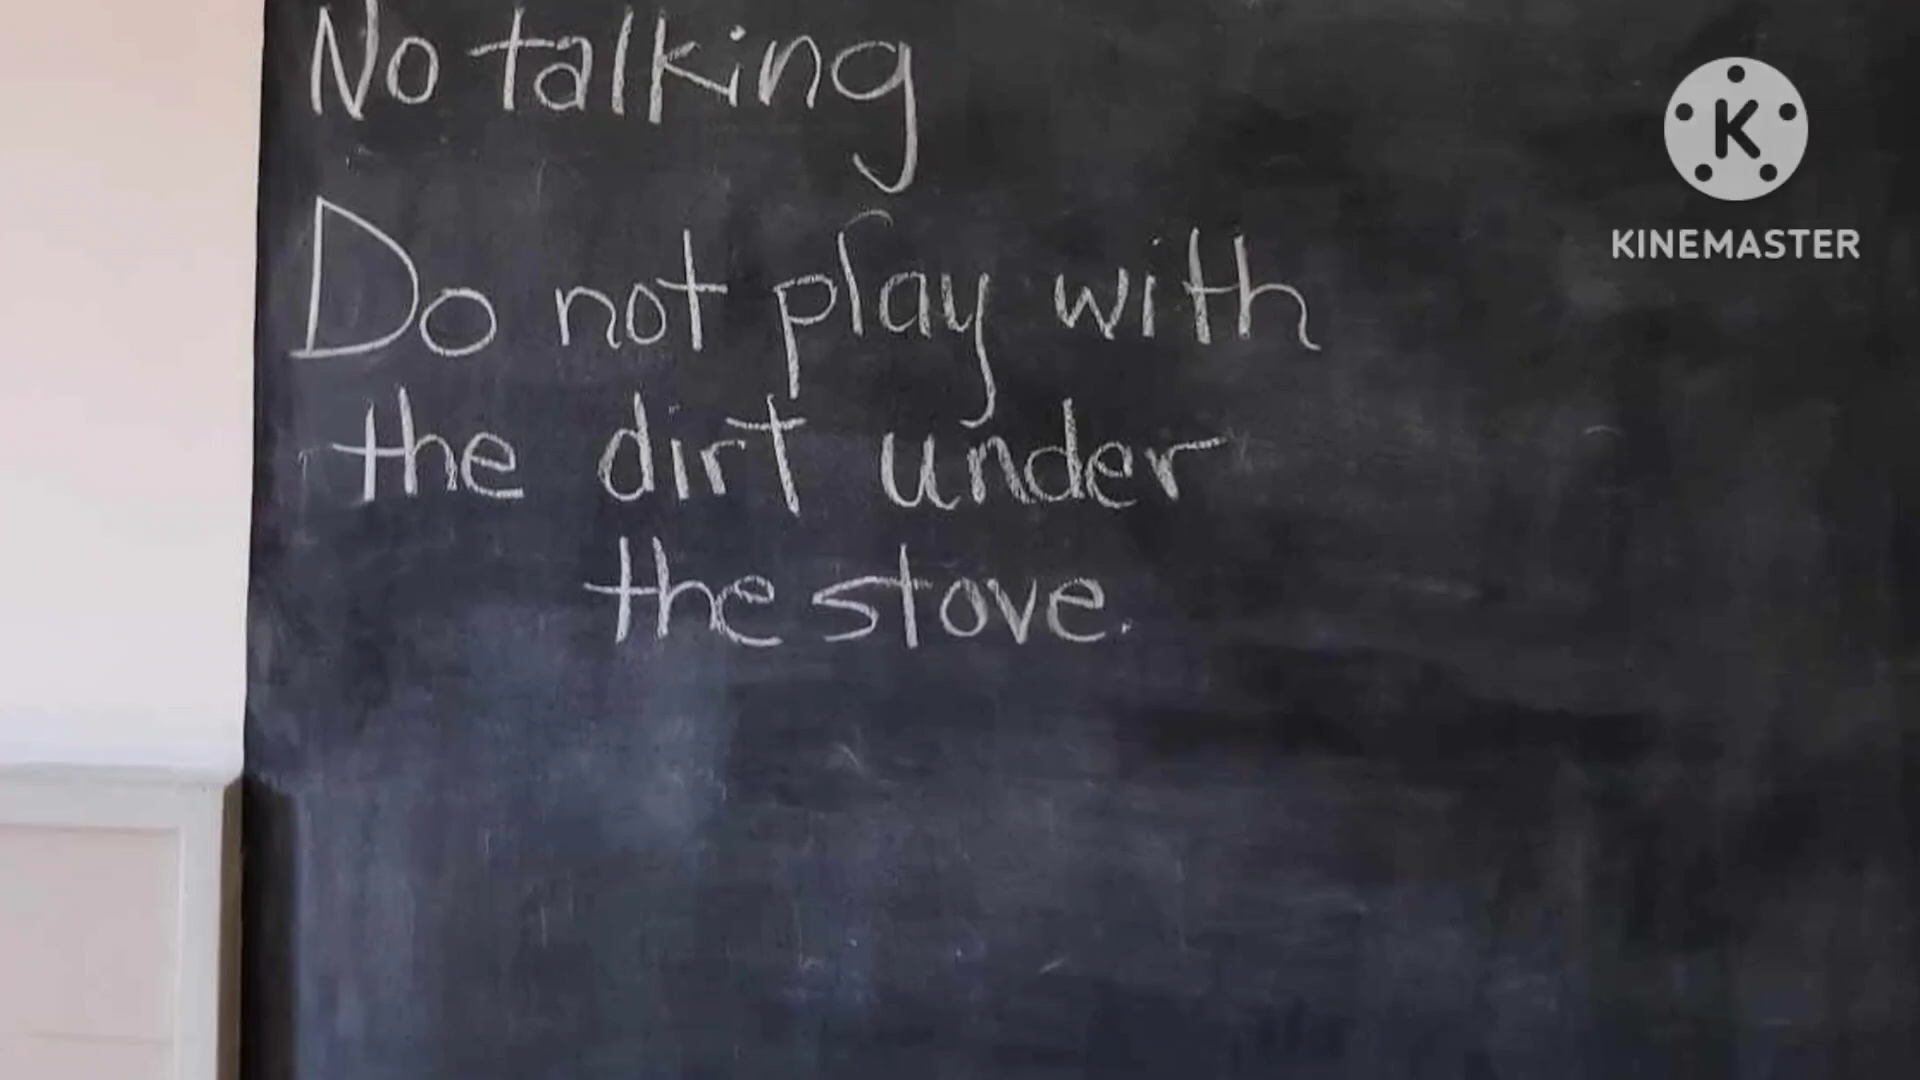 No talking
Do not play with
the dirt under
the stove.
K
KINEMASTER